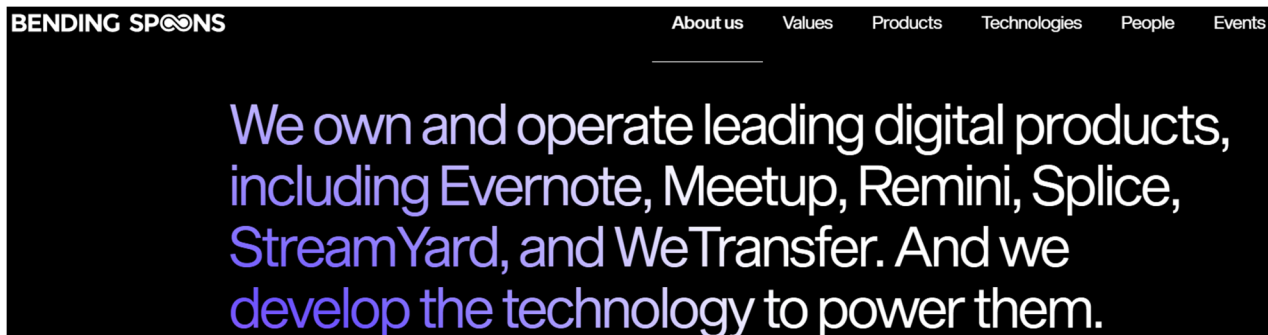 BENDING SPOONS
About us Values Products Technologies People Events
We own and operate leading digital products,
including Evernote, Meetup, Remini, Splice,
StreamYard, and WeTransfer. And we
develop the technology to power them.